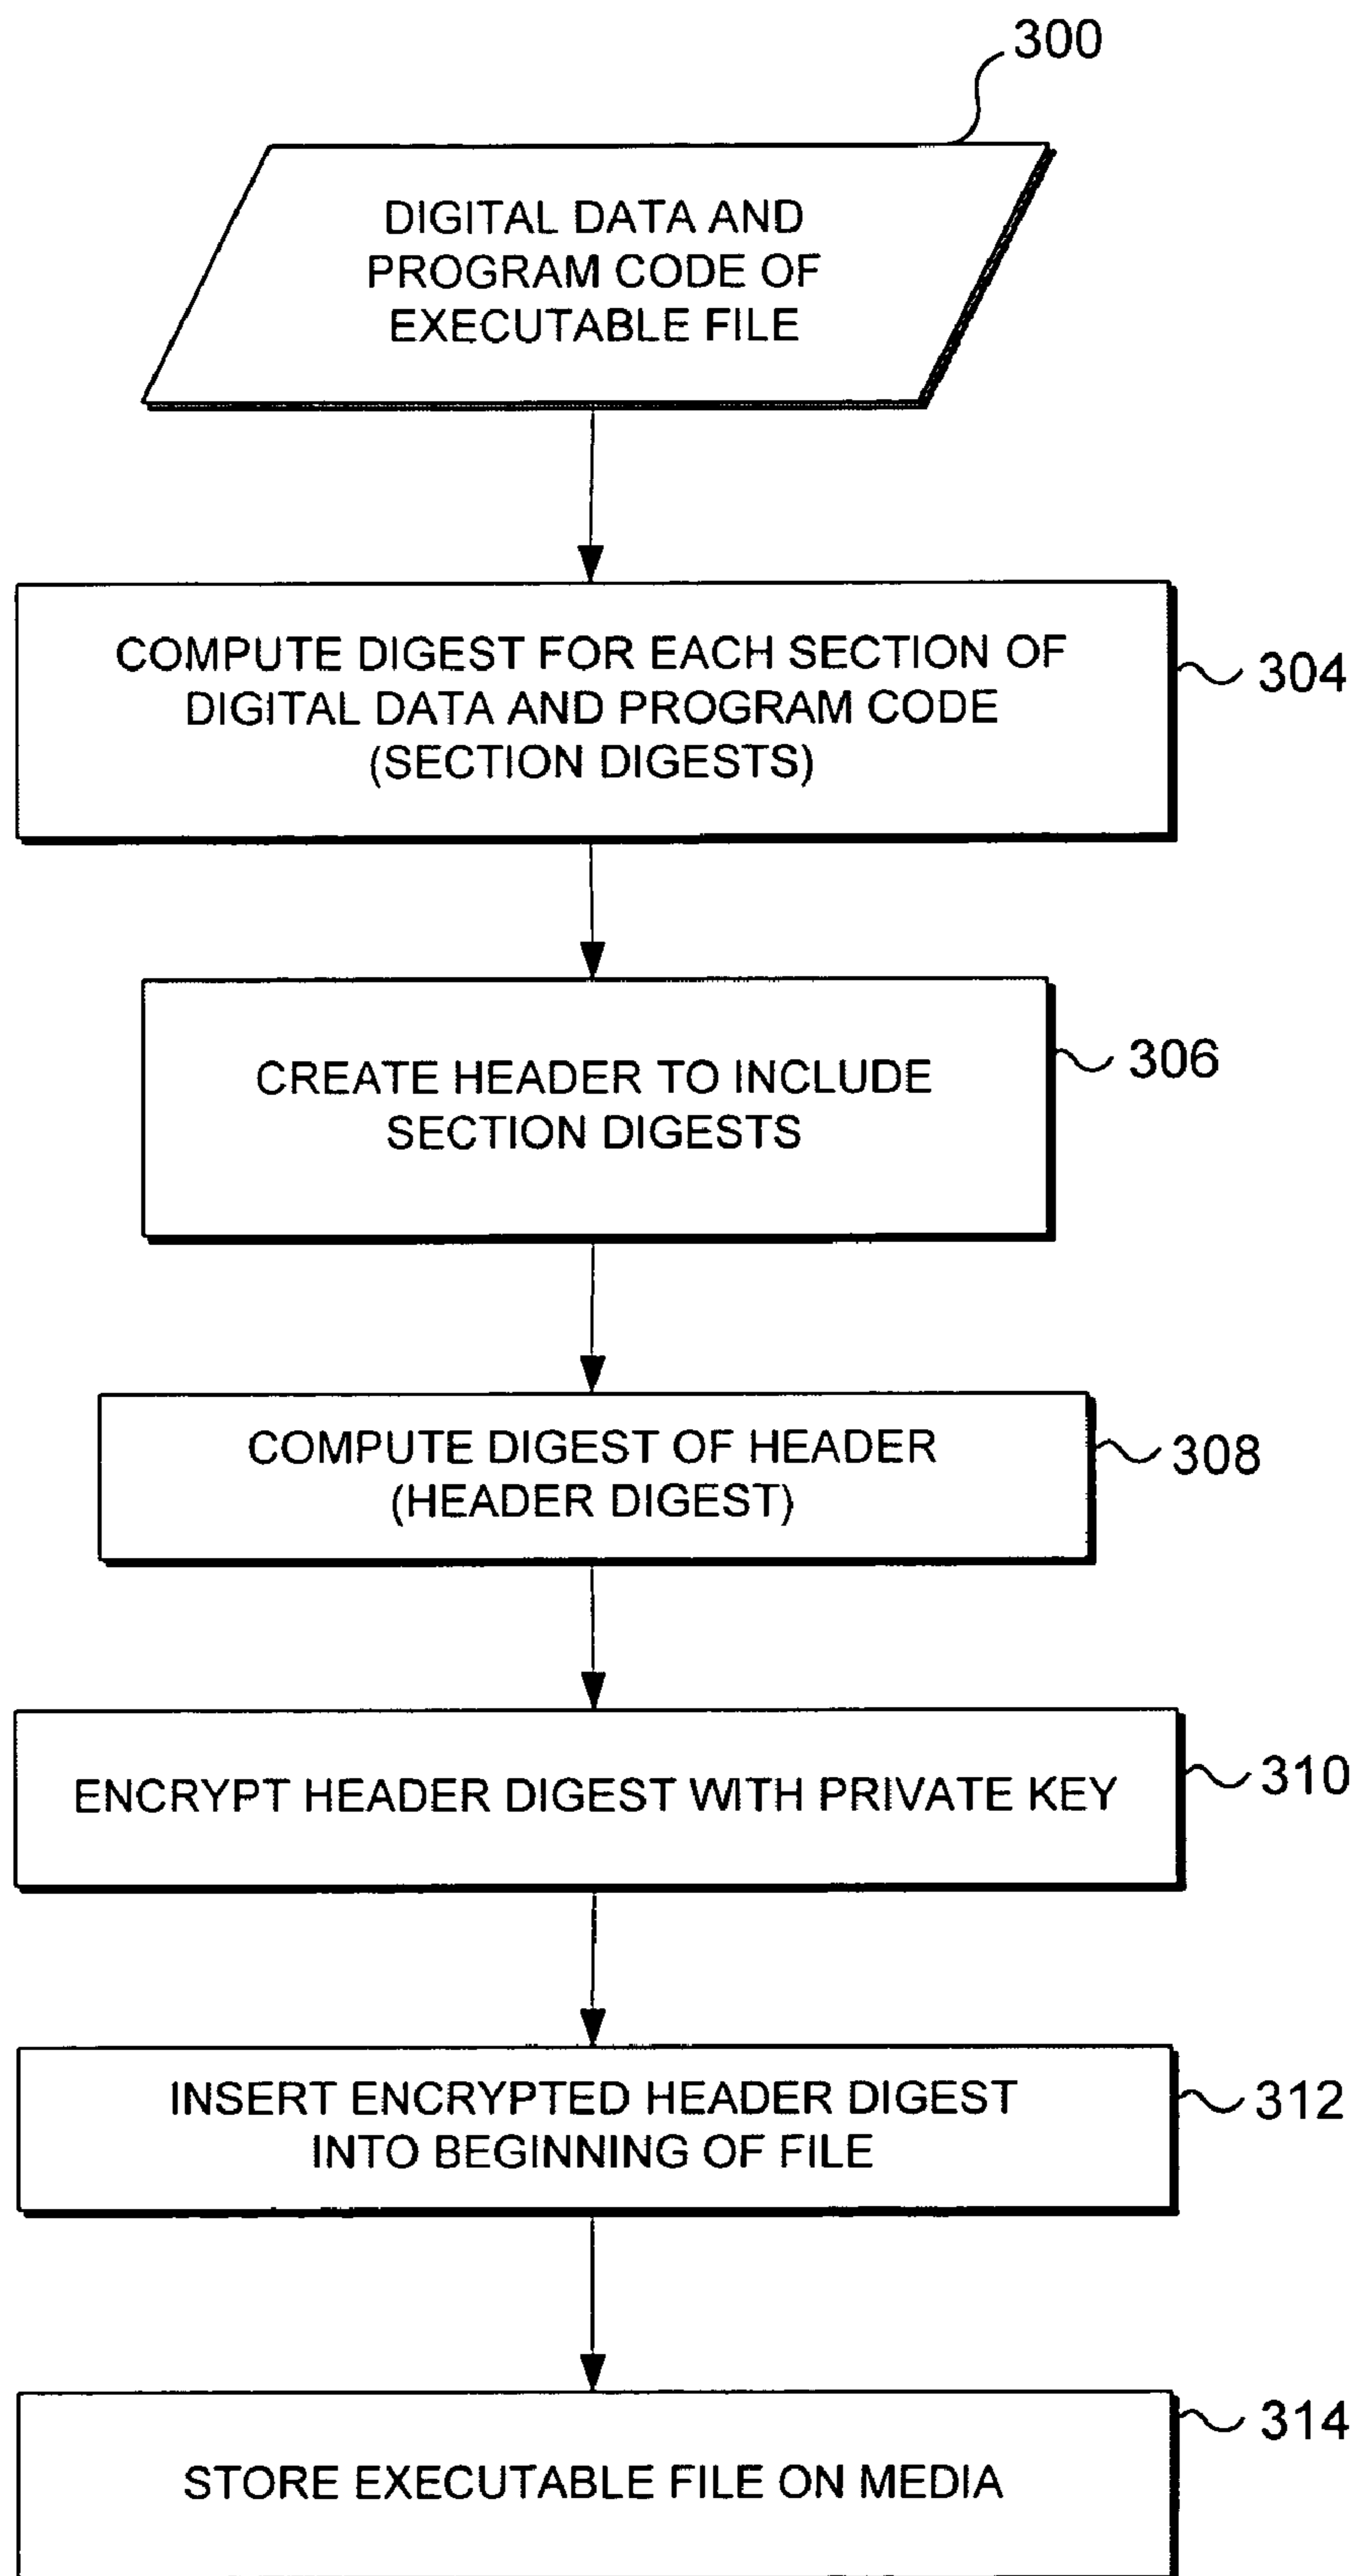 300
DIGITAL DATA AND
PROGRAM CODE OF
EXECUTABLE FILE
COMPUTE DIGEST FOR EACH SECTION OF
DIGITAL DATA AND PROGRAM CODE
(SECTION DIGESTS)
304
CREATE HEADER TO INCLUDE
SECTION DIGESTS
306
COMPUTE DIGEST OF HEADER
(HEADER DIGEST)
308
ENCRYPT HEADER DIGEST WITH PRIVATE KEY
310
INSERT ENCRYPTED HEADER DIGEST
INTO BEGINNING OF FILE
312
STORE EXECUTABLE FILE ON MEDIA
314